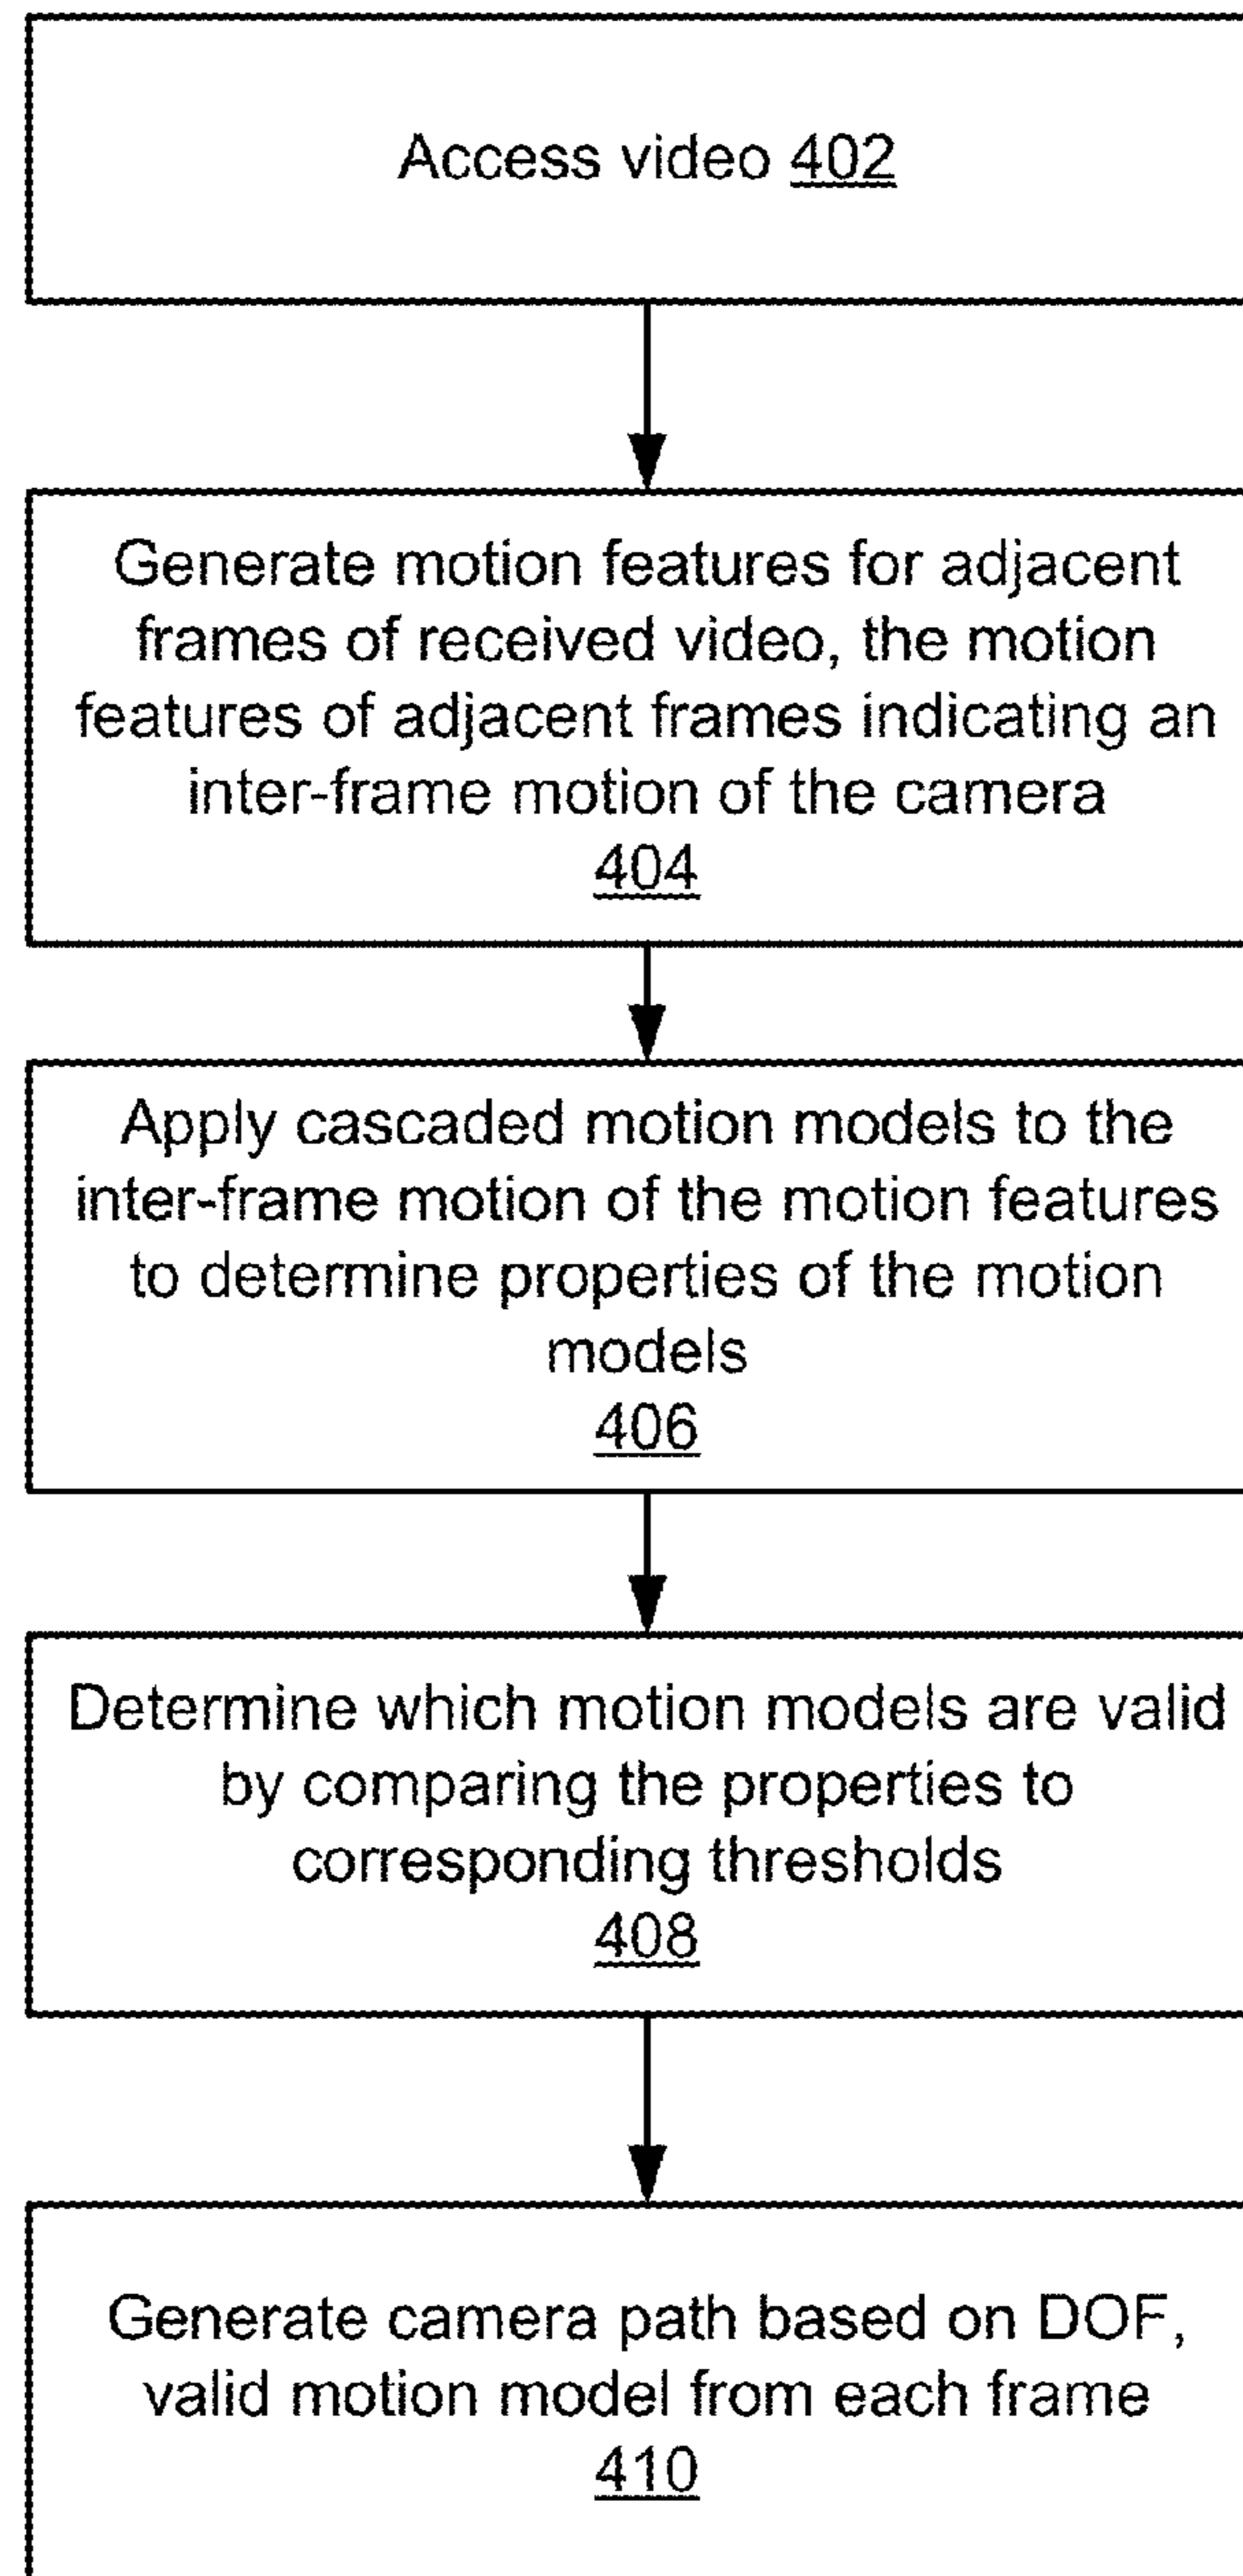 Access video 402
Generate motion features for adjacent
frames of received video, the motion
features of adjacent frames indicating an
inter-frame motion of the camera
404
Apply cascaded motion models to the
inter-frame motion of the motion features
to determine properties of the motion
models
406
Determine which motion models are valid
by comparing the properties to
corresponding thresholds
408
Generate camera path based on DOF,
valid motion model from each frame
410